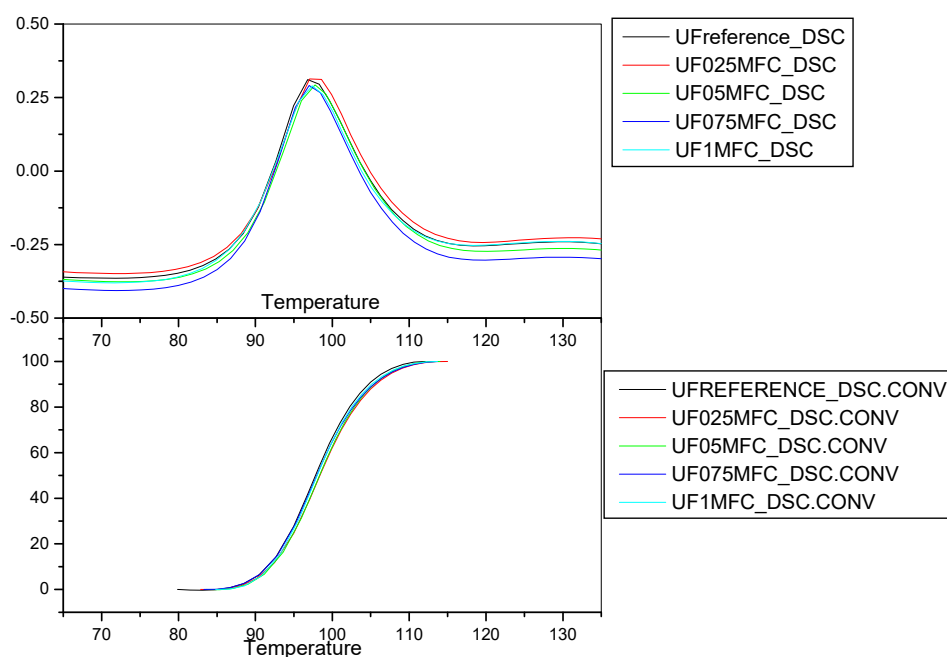 0.50
0.25
0.00
-0.25
-0.50
Temperature
70 80 90 100 110 120 130
UFreference_DSC
UF025MFC_DSC
UF05MFC_DSC
UF075MFC_DSC
UF1MFC_DSC
100
80
60
40
20
0
70 80 90 100 110 120 130
Temperature
UFREFERENCE_DSC.CONV
UF025MFC_DSC.CONV
UF05MFC_DSC.CONV
UF075MFC_DSC.CONV
UF1MFC_DSC.CONV